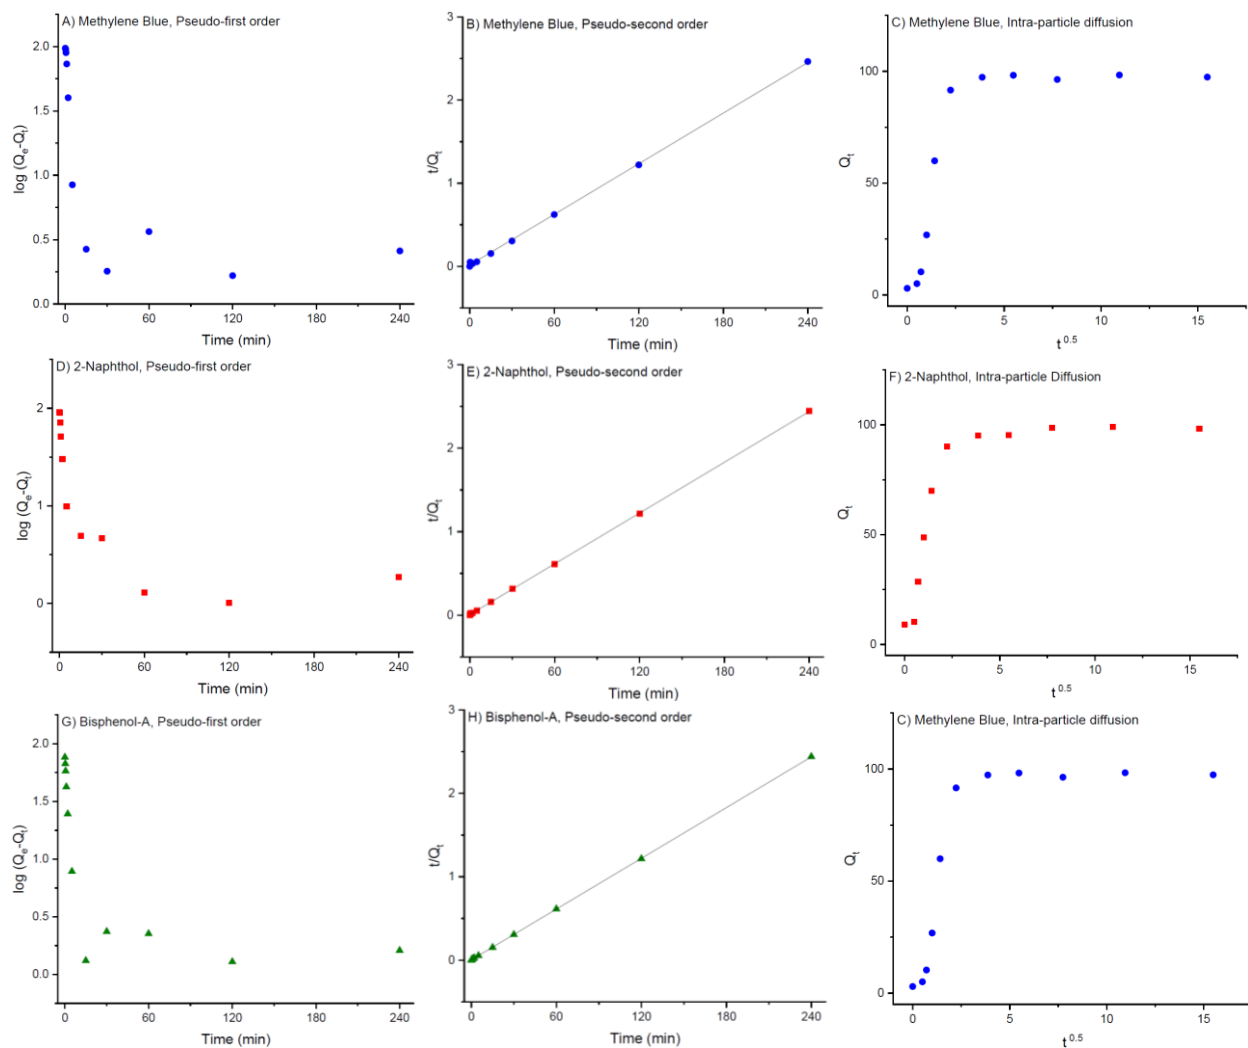 A) Methylene Blue, Pseudo-first order
2.0
1.5
1.0
0.5
0.0
log (Qe-Qt)
0 60 120 180 240
Time (min)
B) Methylene Blue, Pseudo-second order
3
2
1
0
t/Qt
0 60 120 180 240
Time (min)
C) Methylene Blue, Intra-particle diffusion
100
50
0
Qt
0 5 10 15
t0.5
D) 2-Naphthol, Pseudo-first order
2
1
0
log (Qe-Qt)
0 60 120 180 240
Time (min)
E) 2-Naphthol, Pseudo-second order
3
2
1
0
t/Qt
0 60 120 180 240
Time (min)
F) 2-Naphthol, Intra-particle Diffusion
100
50
0
Qt
0 5 10 15
t0.5
G) Bisphenol-A, Pseudo-first order
2.0
1.5
1.0
0.5
0.0
log (Qe-Qt)
0 60 120 180 240
Time (min)
H) Bisphenol-A, Pseudo-second order
3
2
1
0
t/Qt
0 60 120 180 240
Time (min)
C) Methylene Blue, Intra-particle diffusion
100
50
0
Qt
0 5 10 15
t0.5